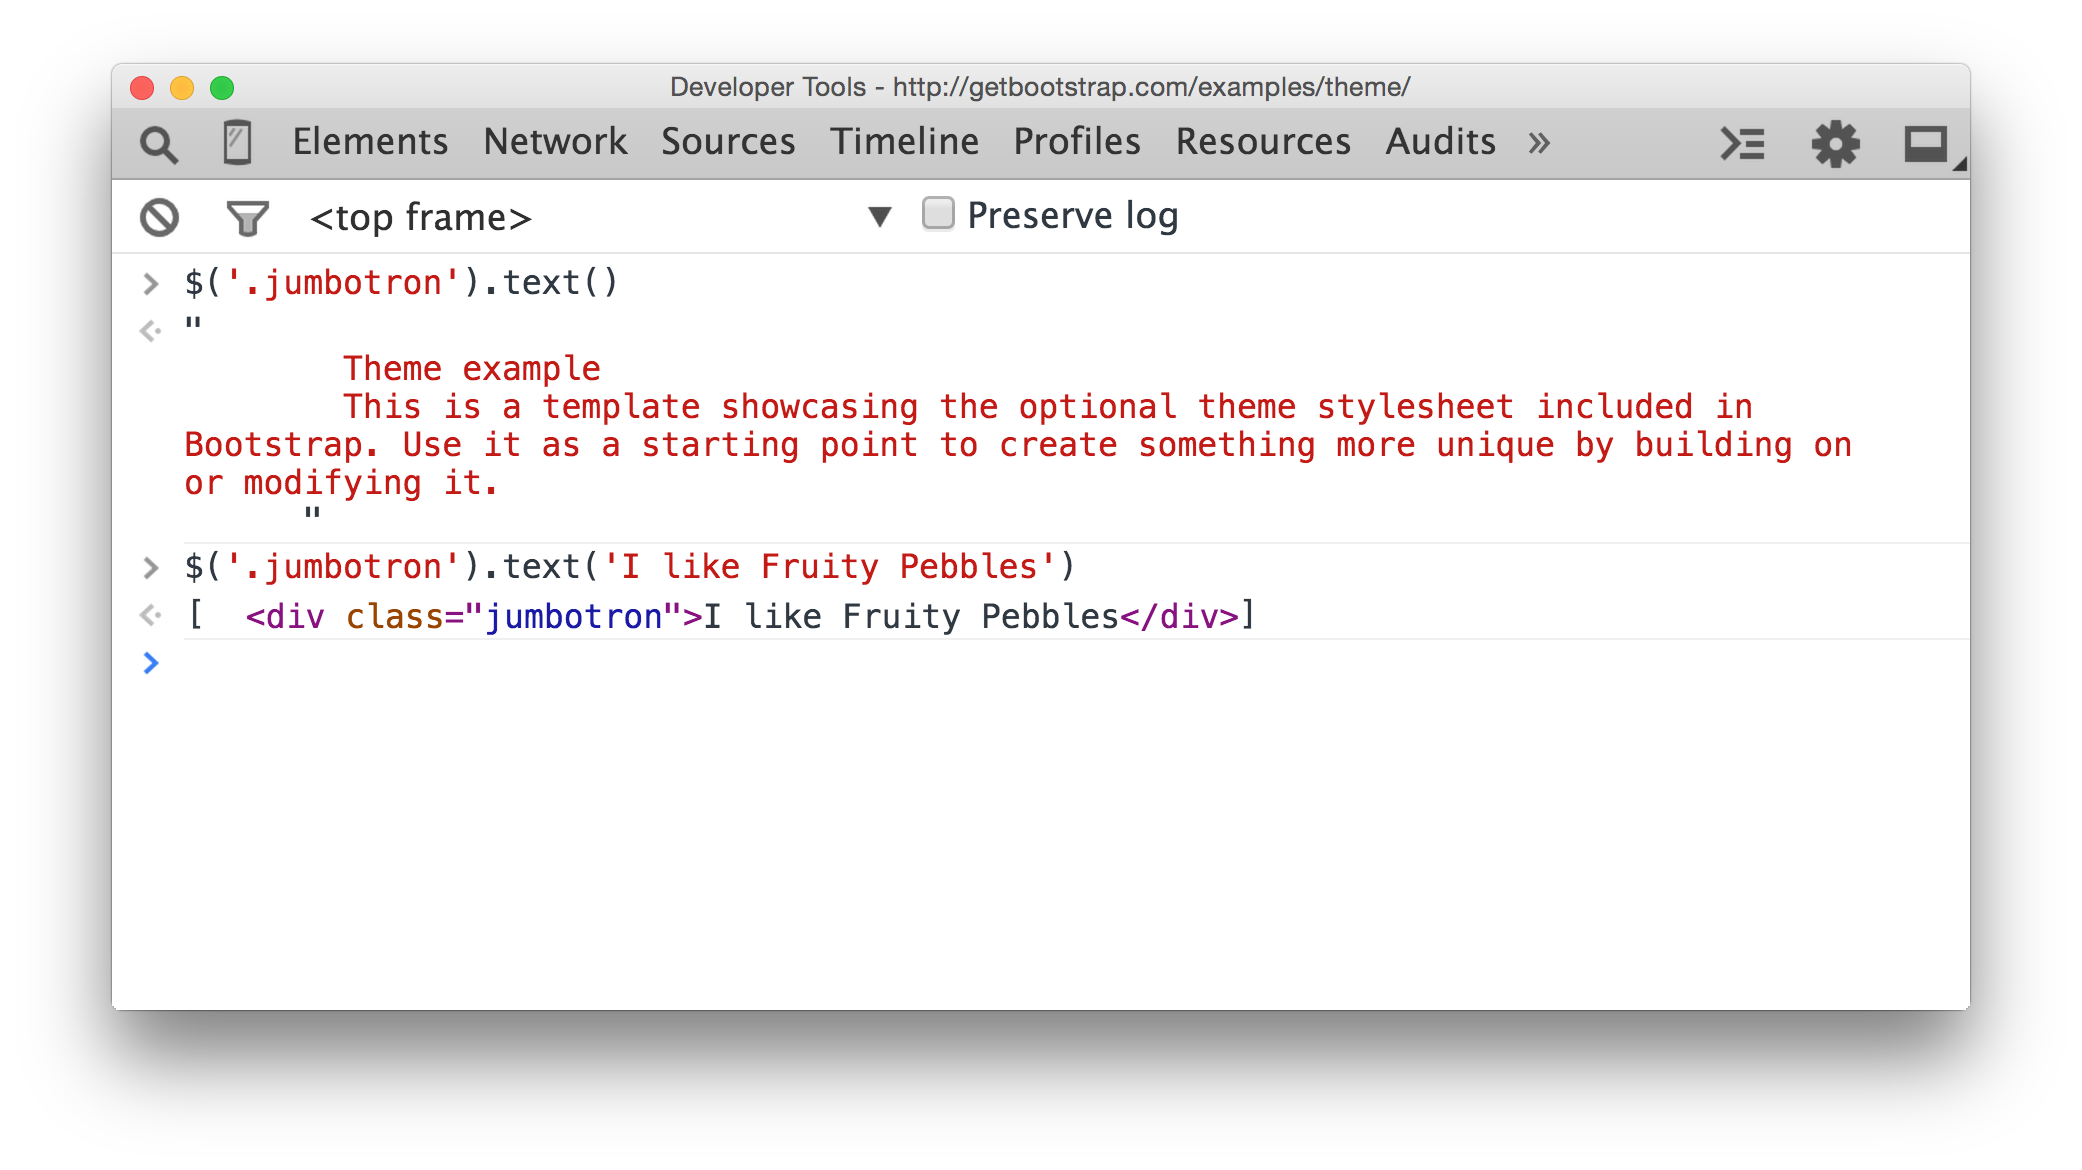 Developer Tools - http://getbootstrap.com/examples/theme/
Elements Network Sources Timeline Profiles Resources Audits »
<top frame> ▼ Preserve log
> $('.jumbotron').text()
"
Theme example
This is a template showcasing the optional theme stylesheet included in
Bootstrap. Use it as a starting point to create something more unique by building on
or modifying it.
"
> $('.jumbotron').text('I like Fruity Pebbles')
[ <div class="jumbotron">I like Fruity Pebbles</div>]
>